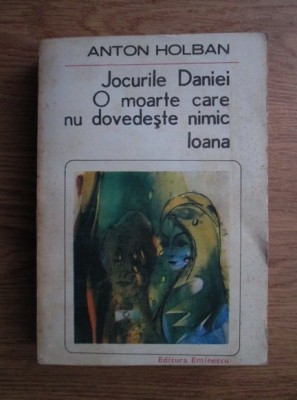 ANTON HOLBAN
Jocurile Daniei
O moarte care
nu dovedește nimic
Ioana
Editura Eminescu